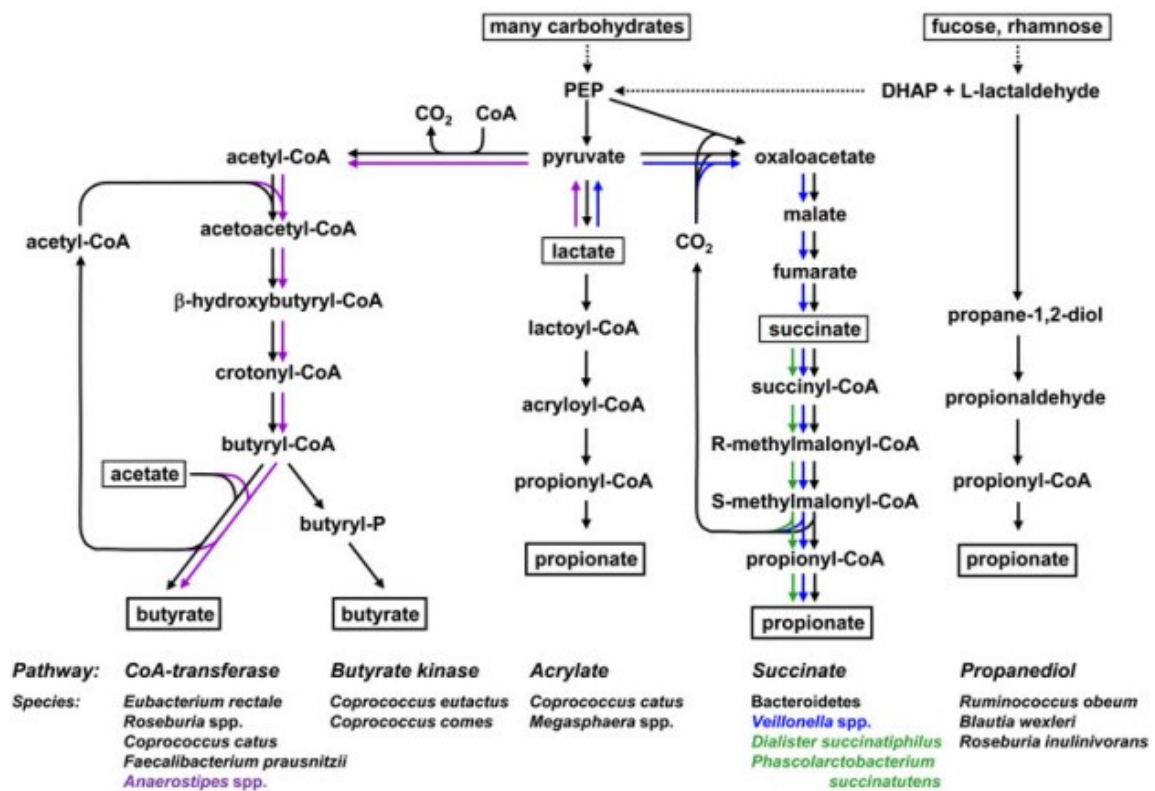 many carbohydrates
fucose, rhamnose
PEP
DHAP + L-lactaldehyde
CO2
CoA
acetyl-CoA
pyruvate
oxaloacetate
malate
acetyl-CoA
acetoacetyl-CoA
CO2
lactate
fumarate
β-hydroxybutyryl-CoA
lactoyl-CoA
succinate
propane-1,2-diol
crotonyl-CoA
succinyl-CoA
acryloyl-CoA
propionaldehyde
butyryl-CoA
R-methylmalonyl-CoA
acetate
propionyl-CoA
S-methylmalonyl-CoA
propionyl-CoA
butyryl-P
propionate
propionyl-CoA
propionate
butyrate
butyrate
propionate
Pathway: CoA-transferase Butyrate kinase Acrylate Succinate Propanediol
Species: Eubacterium rectale Coprococcus eutactus Coprococcus catus Bacteroidetes Ruminococcus obeum
Roseburia spp. Coprococcus comes Megasphaera spp. Veillonella spp. Blautia wexleri
Coprococcus catus Dialister succinatiphilus Roseburia inulinivorans
Faecalibacterium prausnitzii Phascolarctobacterium
Anaerostipes spp. succinatutens